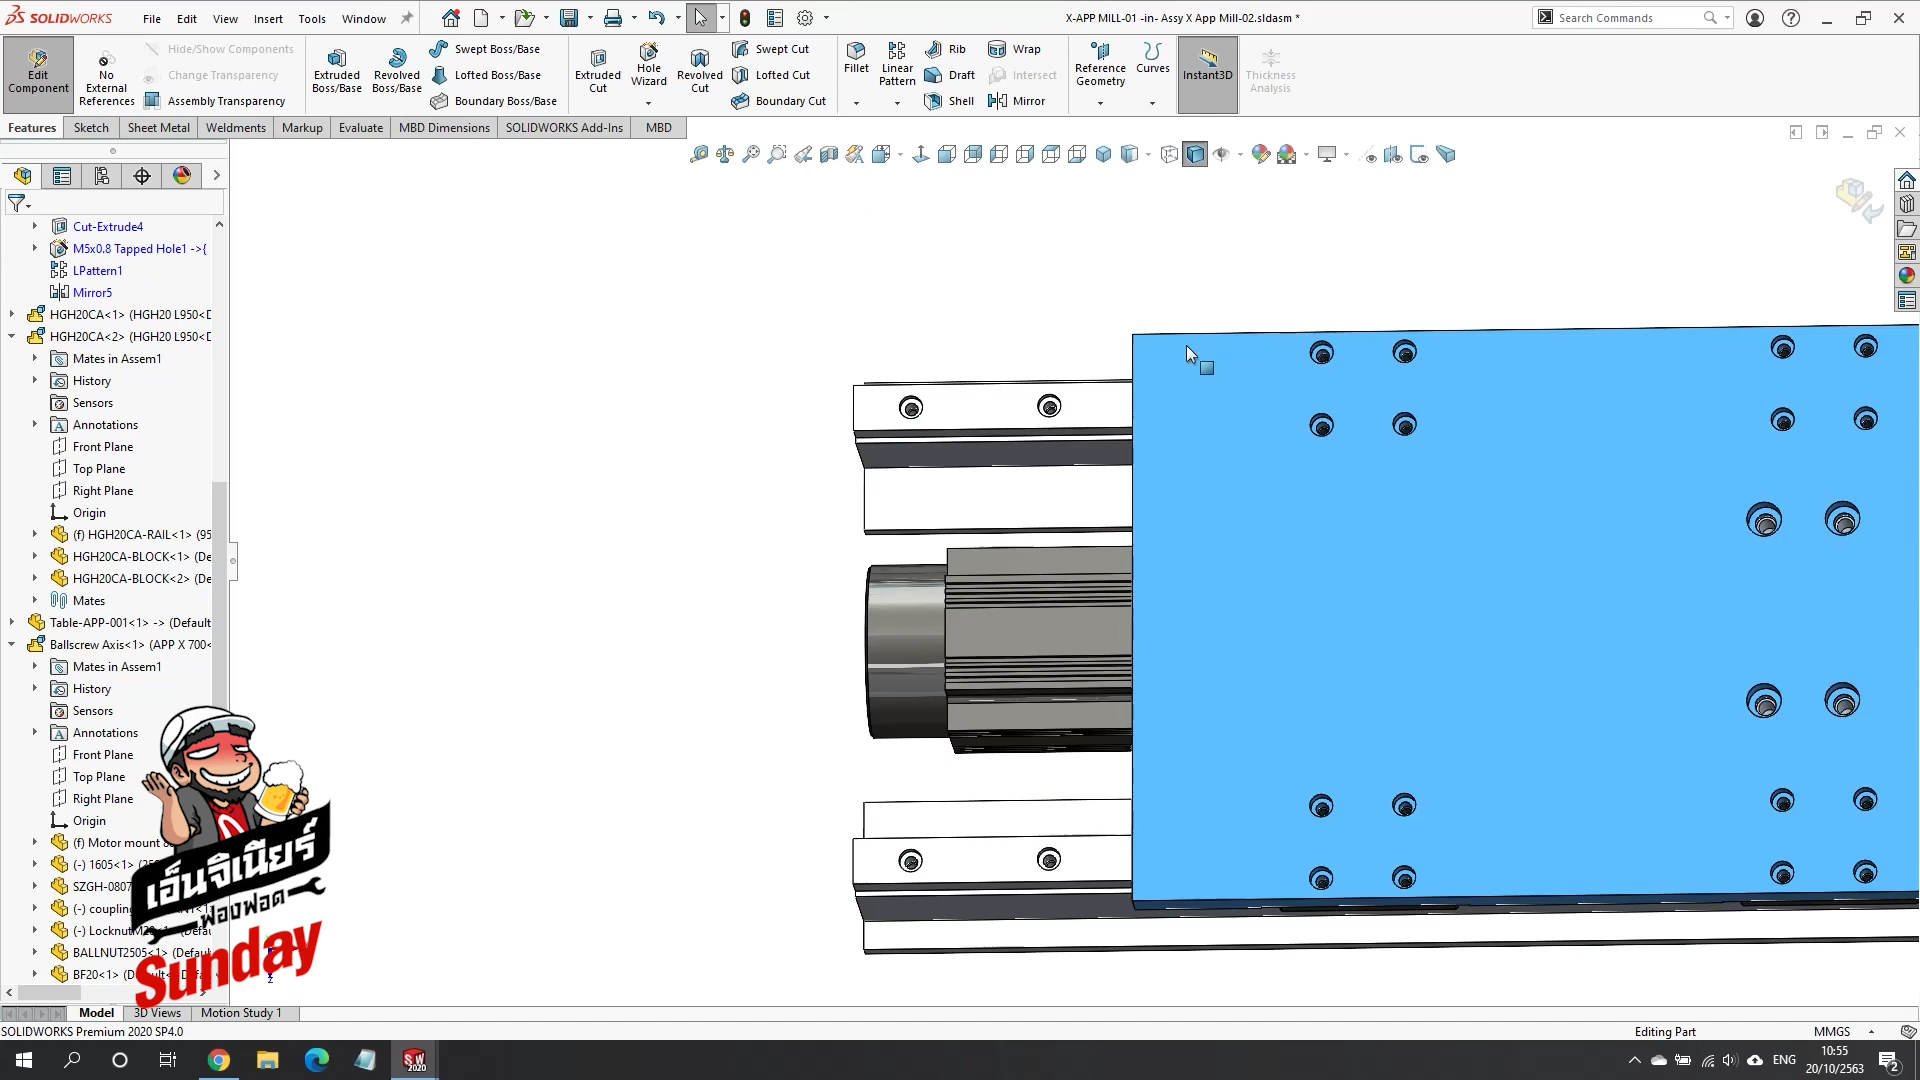 SOLIDWORKS
File Edit View Insert Tools Window
X-APP MILL-01 -in- Assy X App Mill-02.sldasm *
Search Commands
Edit Component
No External References
Hide/Show Components
Change Transparency
Assembly Transparency
Extruded Boss/Base
Revolved Boss/Base
Swept Boss/Base
Lofted Boss/Base
Boundary Boss/Base
Extruded Cut
Hole Wizard
Revolved Cut
Swept Cut
Lofted Cut
Boundary Cut
Fillet
Linear Pattern
Rib
Draft
Shell
Wrap
Intersect
Mirror
Reference Geometry
Curves
Instant3D
Thickness Analysis
Features Sketch Sheet Metal Weldments Markup Evaluate MBD Dimensions SOLIDWORKS Add-Ins MBD
Cut-Extrude4
M5x0.8 Tapped Hole1 ->{
LPattern1
Mirror5
HGH20CA<1> (HGH20 L950<D
HGH20CA<2> (HGH20 L950<D
Mates in Assem1
History
Sensors
Annotations
Front Plane
Top Plane
Right Plane
Origin
(f) HGH20CA-RAIL<1> (95
HGH20CA-BLOCK<1> (De
HGH20CA-BLOCK<2> (De
Mates
Table-APP-001<1> -> (Default
Ballscrew Axis<1> (APP X 700<
Mates in Assem1
History
Sensors
Annotations
Front Plane
Top Plane
Right Plane
Origin
(f) Motor mount
(-) 1605<1>
SZGH-0807
(-) coupling
(-) LocknutM20
BALLNUT2505<1> (Defaul
BF20<1>
เอ็นจิเนียร์
ฟองฟอด
Sunday
Model 3D Views Motion Study 1
SOLIDWORKS Premium 2020 SP4.0
Editing Part
MMGS
SW
2020
ENG
10:55
20/10/2563
2